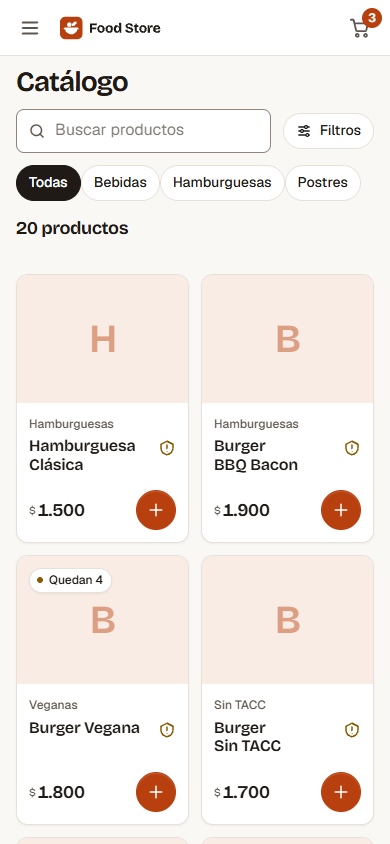 Food Store
3
Catálogo
Buscar productos
Filtros
Todas
Bebidas
Hamburguesas
Postres
20 productos
H
Hamburguesas
Hamburguesa
Clásica
$ 1.500
B
Hamburguesas
Burger
BBQ Bacon
$ 1.900
Quedan 4
B
Veganas
Burger Vegana
$ 1.800
B
Sin TACC
Burger
Sin TACC
$ 1.700